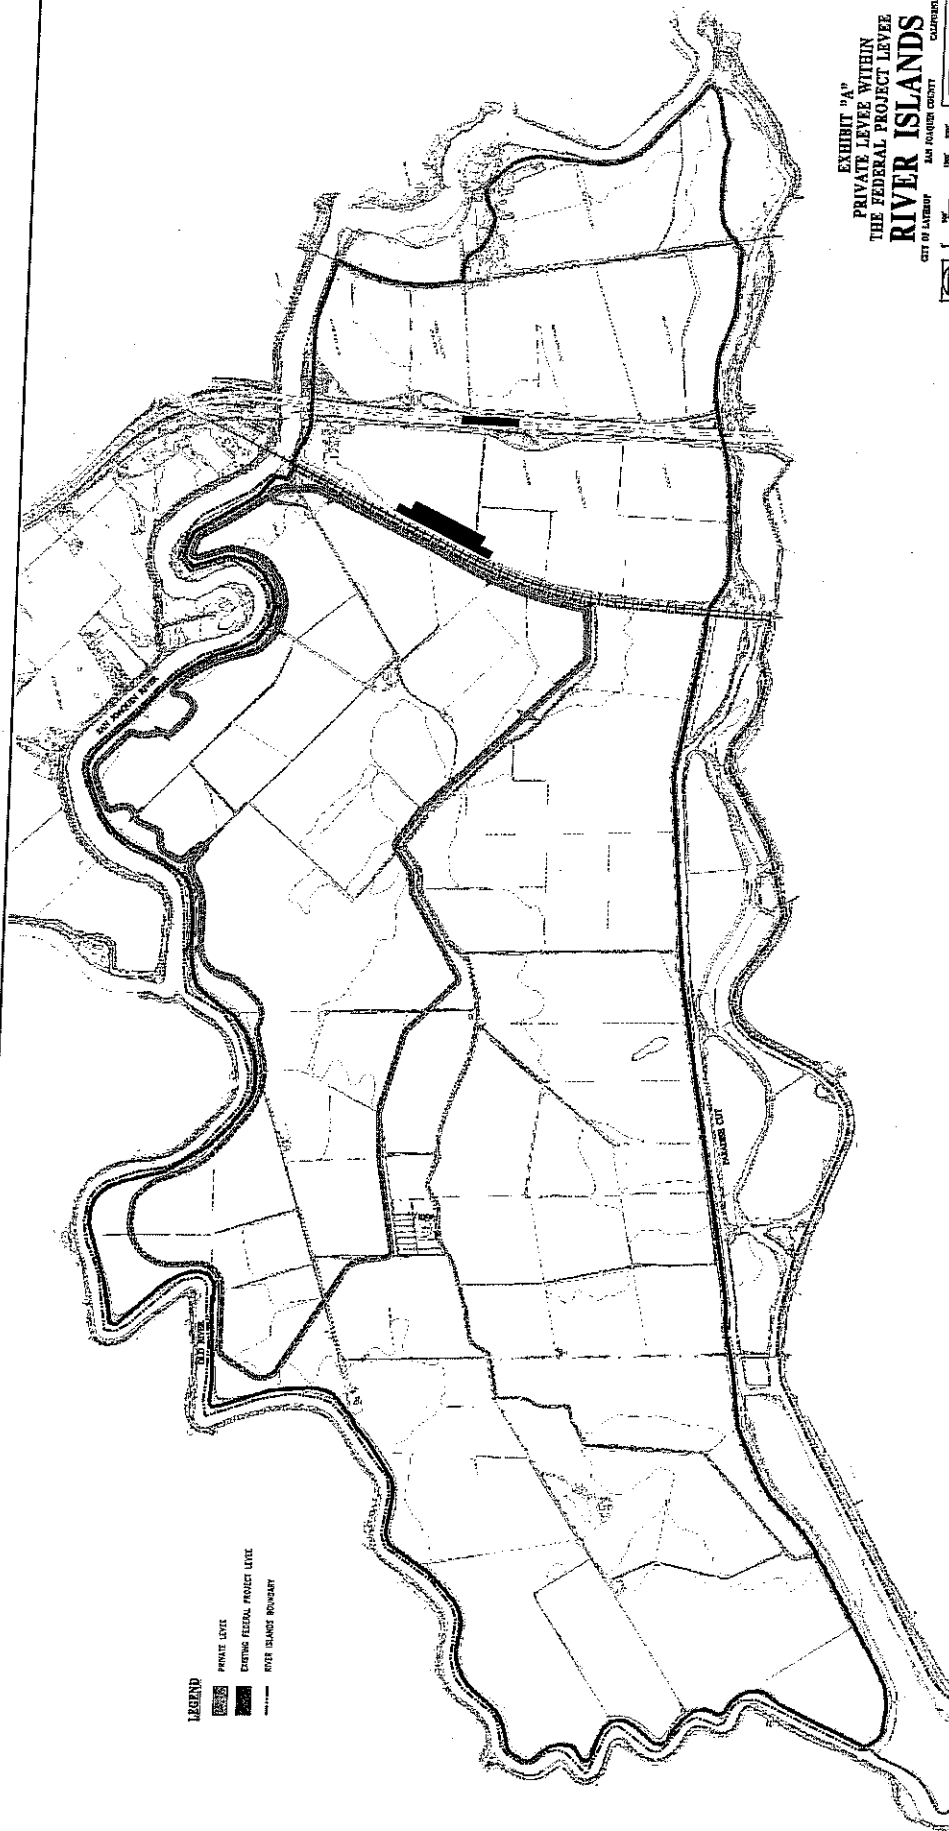 EXHIBIT "A"
PRIVATE LEVEE WITHIN
THE FEDERAL PROJECT LEVEE
RIVER ISLANDS
CITY OF LATHROP SAN JOAQUIN COUNTY CALIFORNIA
SAN JOAQUIN RIVER
PARADISE CUT
OLD RIVER
LEGEND
PRIVATE LEVEE
EXISTING FEDERAL PROJECT LEVEE
RIVER ISLANDS BOUNDARY